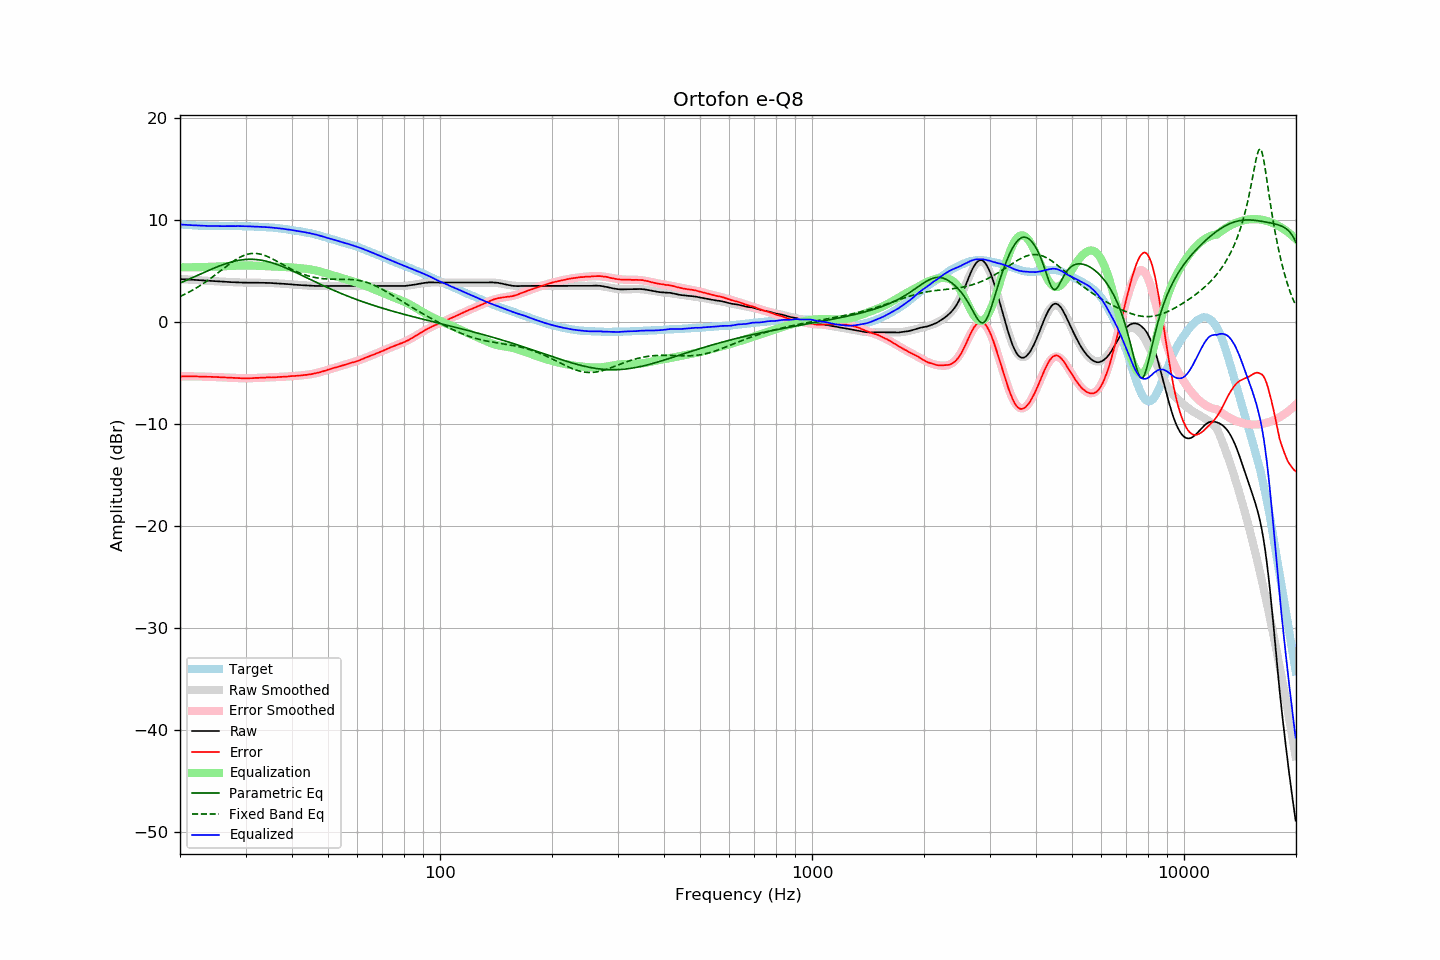 Ortofon e-Q8
20
10
0
−10
−20
−30
−40
−50
Amplitude (dBr)
100
1000
10000
Frequency (Hz)
Target
Raw Smoothed
Error Smoothed
Raw
Error
Equalization
Parametric Eq
Fixed Band Eq
Equalized